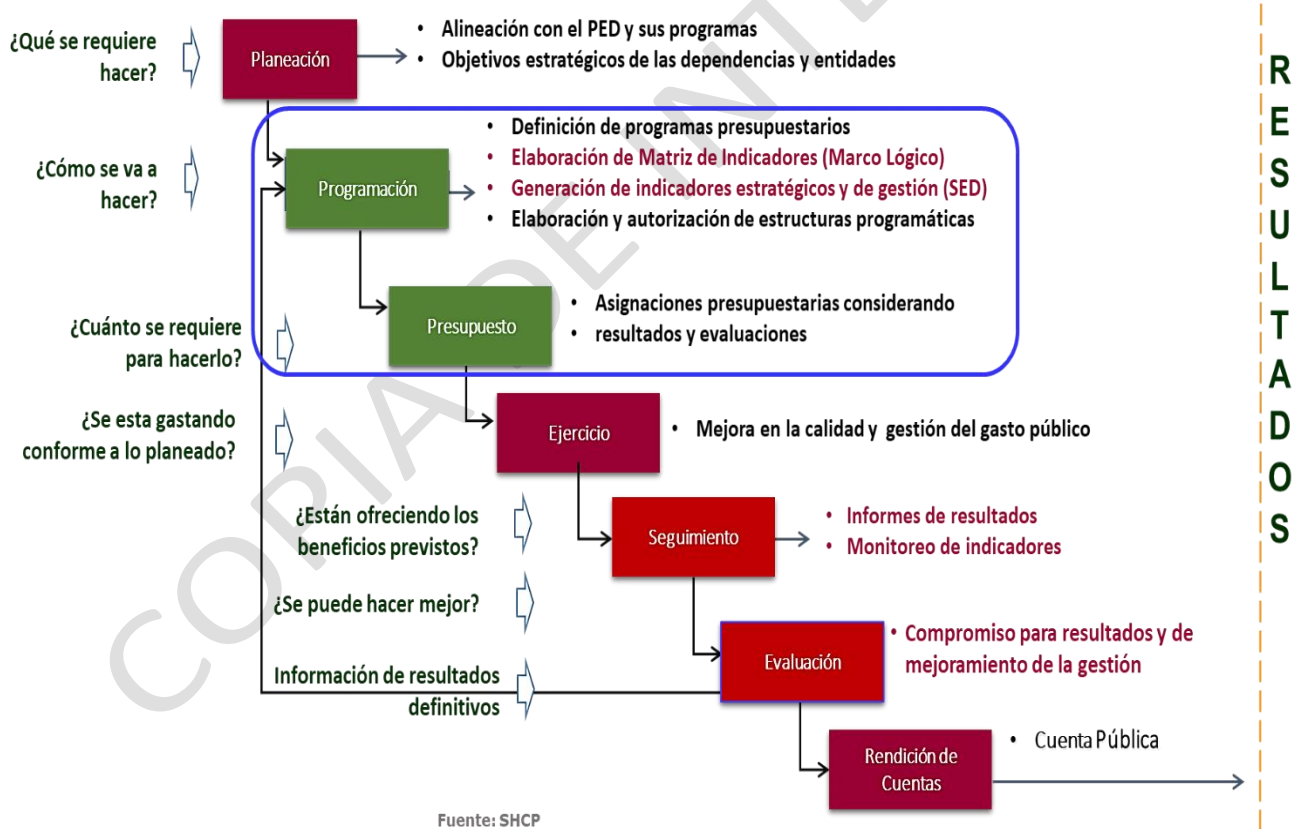 ¿Qué se requiere
hacer?
Planeación
• Alineación con el PED y sus programas
• Objetivos estratégicos de las dependencias y entidades
¿Cómo se va a
hacer?
Programación
• Definición de programas presupuestarios
• Elaboración de Matriz de Indicadores (Marco Lógico)
• Generación de indicadores estratégicos y de gestión (SED)
• Elaboración y autorización de estructuras programáticas
¿Cuánto se requiere
para hacerlo?
Presupuesto
• Asignaciones presupuestarias considerando
• resultados y evaluaciones
¿Se esta gastando
conforme a lo planeado?
Ejercicio
• Mejora en la calidad y gestión del gasto público
¿Están ofreciendo los
beneficios previstos?
Seguimiento
• Informes de resultados
• Monitoreo de indicadores
¿Se puede hacer mejor?
Evaluación
• Compromiso para resultados y de
mejoramiento de la gestión
Información de resultados
definitivos
Rendición de
Cuentas
• Cuenta Pública
RESULTADOS
Fuente: SHCP
COPIA DE INTE